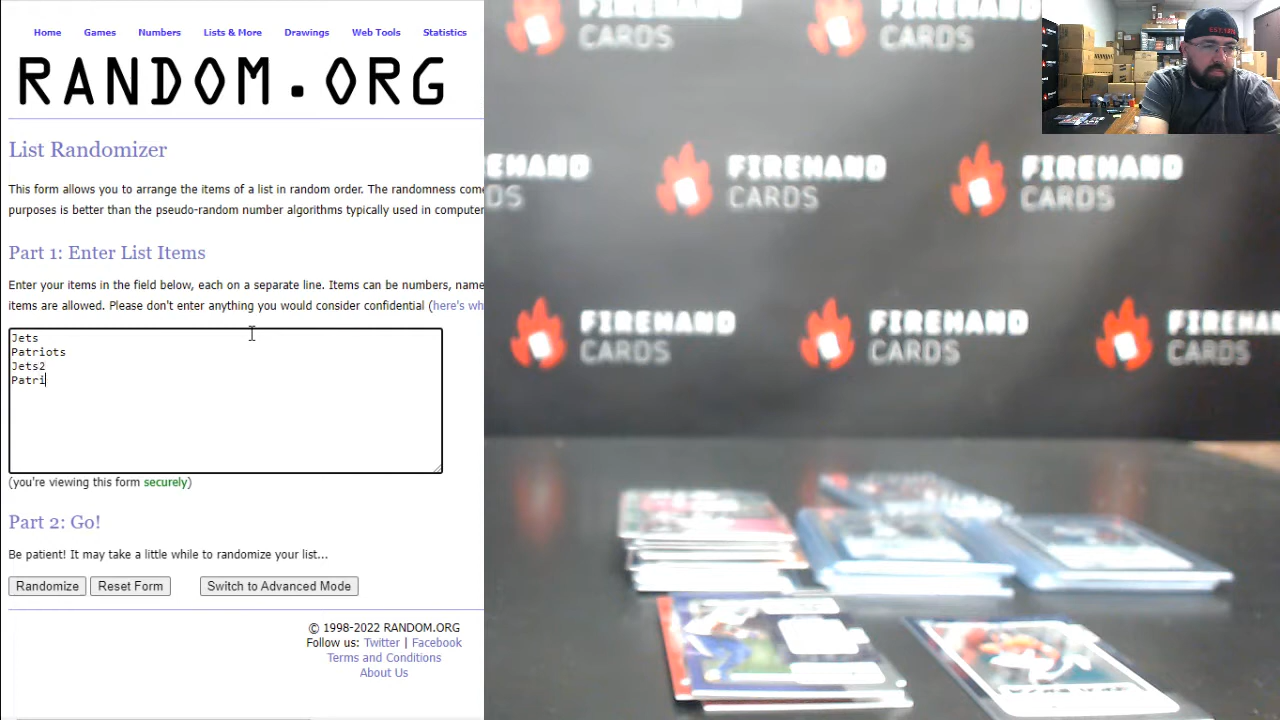 Home Games Numbers Lists & More Drawings Web Tools Statistics
RANDOM.ORG
List Randomizer
This form allows you to arrange the items of a list in random order. The randomness come
purposes is better than the pseudo-random number algorithms typically used in computer
Part 1: Enter List Items
Enter your items in the field below, each on a separate line. Items can be numbers, name
items are allowed. Please don't enter anything you would consider confidential (here's wh
Jets
Patriots
Jets2
Patri
(you're viewing this form securely)
Part 2: Go!
Be patient! It may take a little while to randomize your list...
Randomize Reset Form Switch to Advanced Mode
© 1998-2022 RANDOM.ORG
Follow us: Twitter | Facebook
Terms and Conditions
About Us
FIREHAND
CARDS
FIREHAND
CARDS
REHAND
DS
FIREHAND
CARDS
FIREHAND
CARDS
FIREHAND
CARDS
FIREHAND
CARDS
FIREHA
CARDS